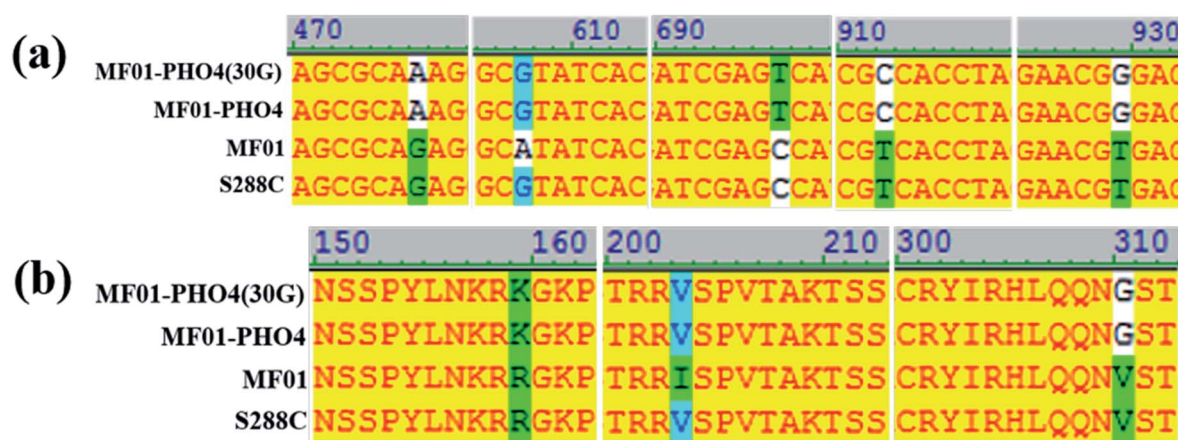 (a)
470 610 690 910 930
MF01-PHO4(30G) AGCGCAAAG GCGTATCAC ATCGAGTCA CGCCACCTA GAACGGGAC
MF01-PHO4 AGCGCAAAG GCGTATCAC ATCGAGTCA CGCCACCTA GAACGGGAC
MF01 AGCGCAGAG GCATATCAC ATCGAGCCA CGTCACCTA GAACGTGAC
S288C AGCGCAGAG GCGTATCAC ATCGAGCCA CGTCACCTA GAACGTGAC
(b)
150 160 200 210 300 310
MF01-PHO4(30G) NSSPYLNKRKGKP TRRVSPVTAKTSS CRYIRHLQQNGST
MF01-PHO4 NSSPYLNKRKGKP TRRVSPVTAKTSS CRYIRHLQQNGST
MF01 NSSPYLNKRRGKP TRRISPVTAKTSS CRYIRHLQQNVST
S288C NSSPYLNKRRGKP TRRVSPVTAKTSS CRYIRHLQQNVST